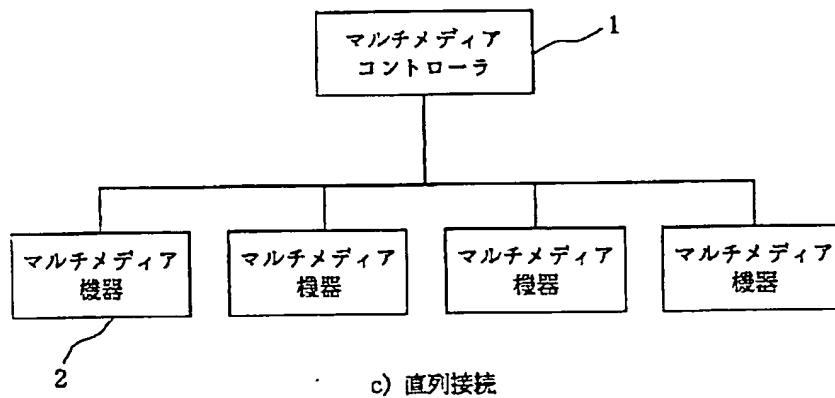 マルチメディア
コントローラ
1
マルチメディア
機器
マルチメディア
機器
マルチメディア
機器
マルチメディア
機器
2
c) 直列接続